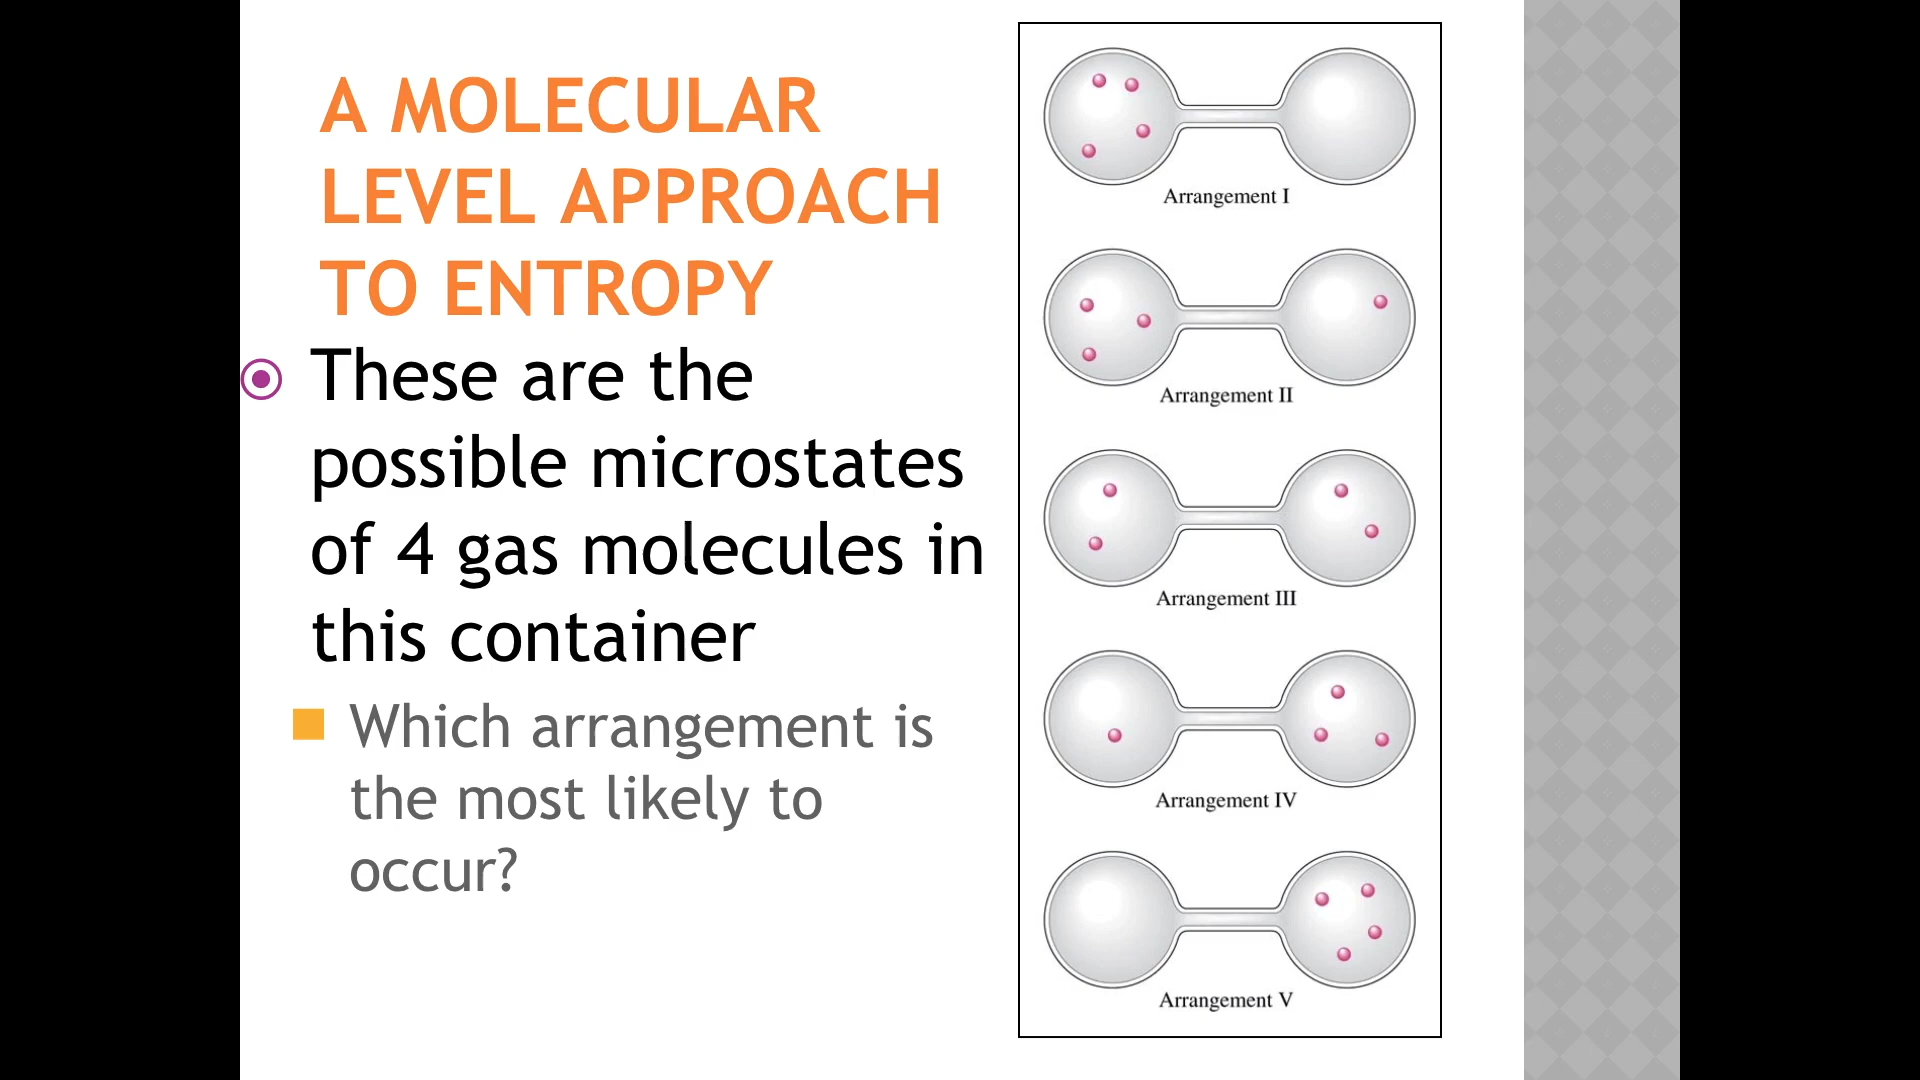 A MOLECULAR
LEVEL APPROACH
TO ENTROPY
These are the
possible microstates
of 4 gas molecules in
this container
Which arrangement is
the most likely to
occur?
Arrangement I
Arrangement II
Arrangement III
Arrangement IV
Arrangement V